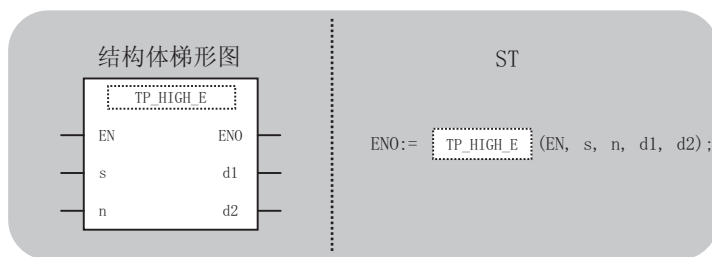 结构体梯形图
TP_HIGH_E
EN ENO
s d1
n d2
ST
ENO:= TP_HIGH_E (EN, s, n, d1, d2);